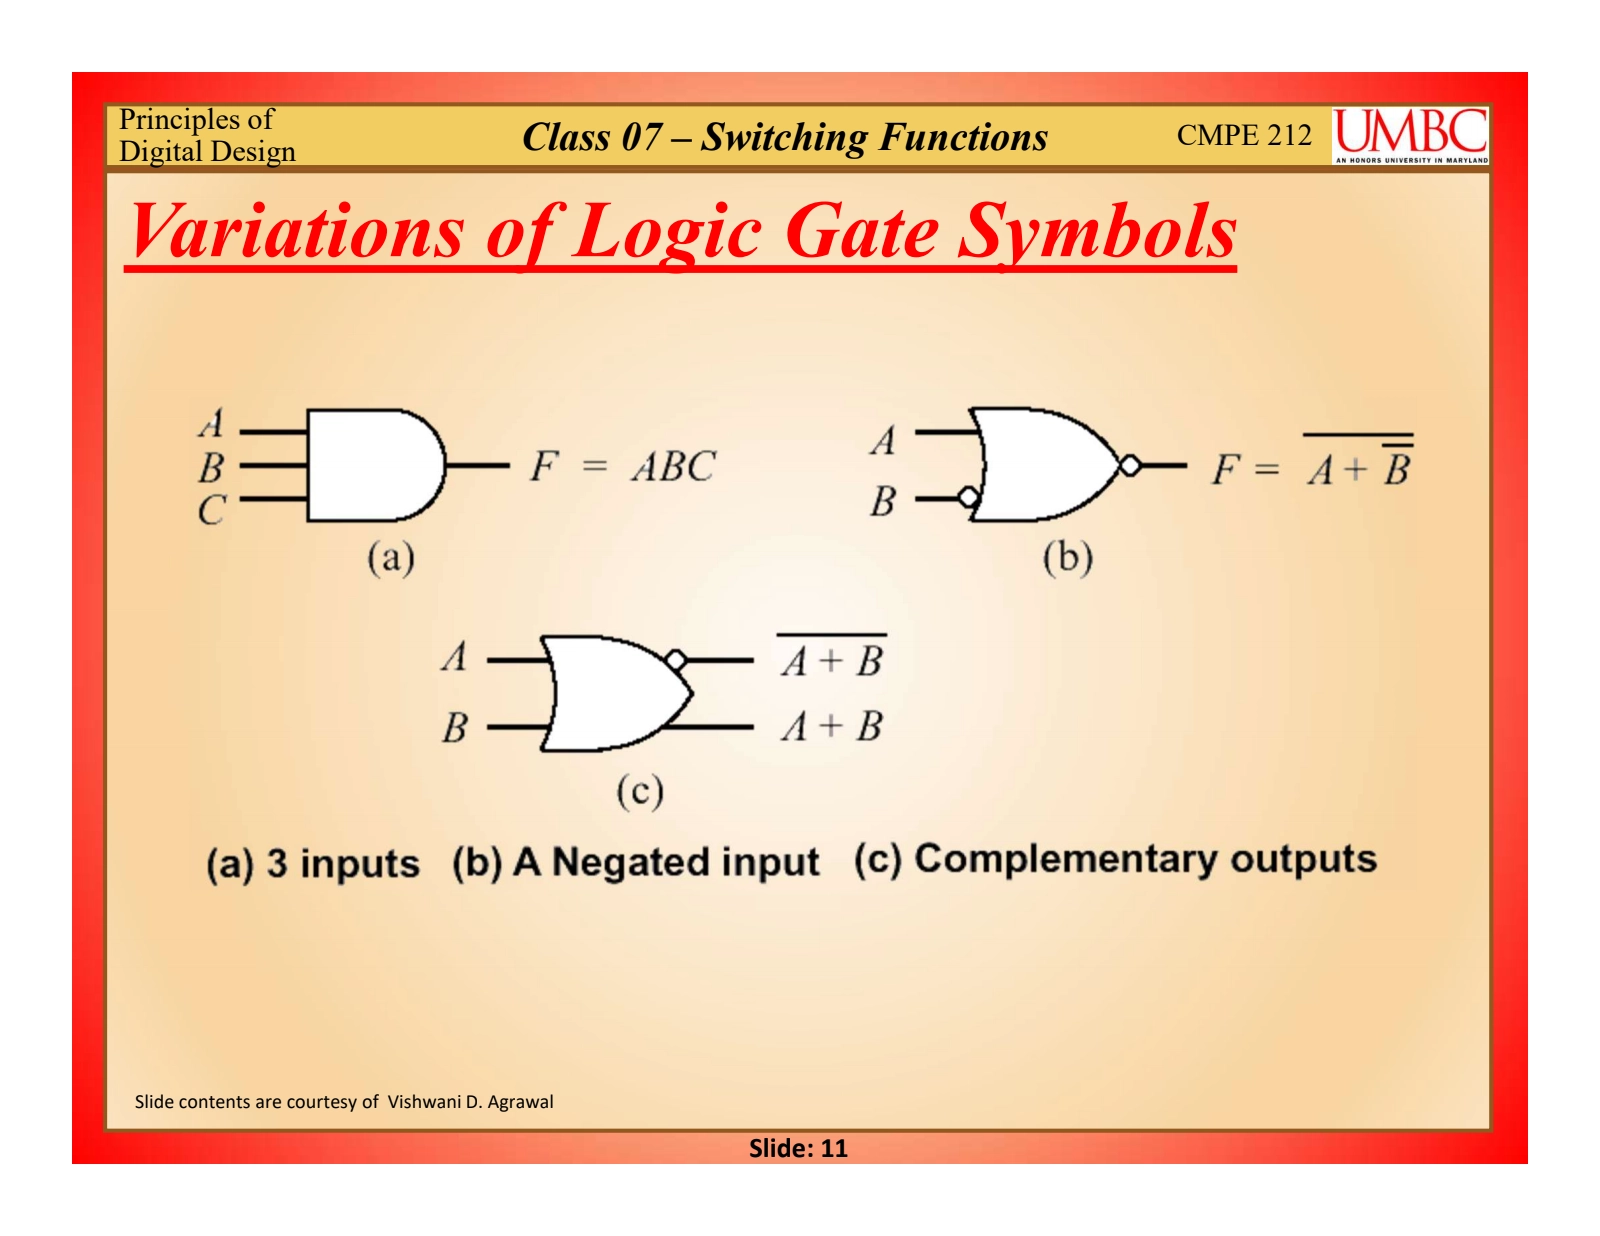 Principles of
Digital Design
Class 07 – Switching Functions
CMPE 212
UMBC
AN HONORS UNIVERSITY IN MARYLAND
Variations of Logic Gate Symbols
A
B
C
F = ABC
(a)
A
B
F = \overline{A + \overline{B}}
(b)
A
B
\overline{A + B}
A + B
(c)
(a) 3 inputs (b) A Negated input (c) Complementary outputs
Slide contents are courtesy of Vishwani D. Agrawal
Slide: 11